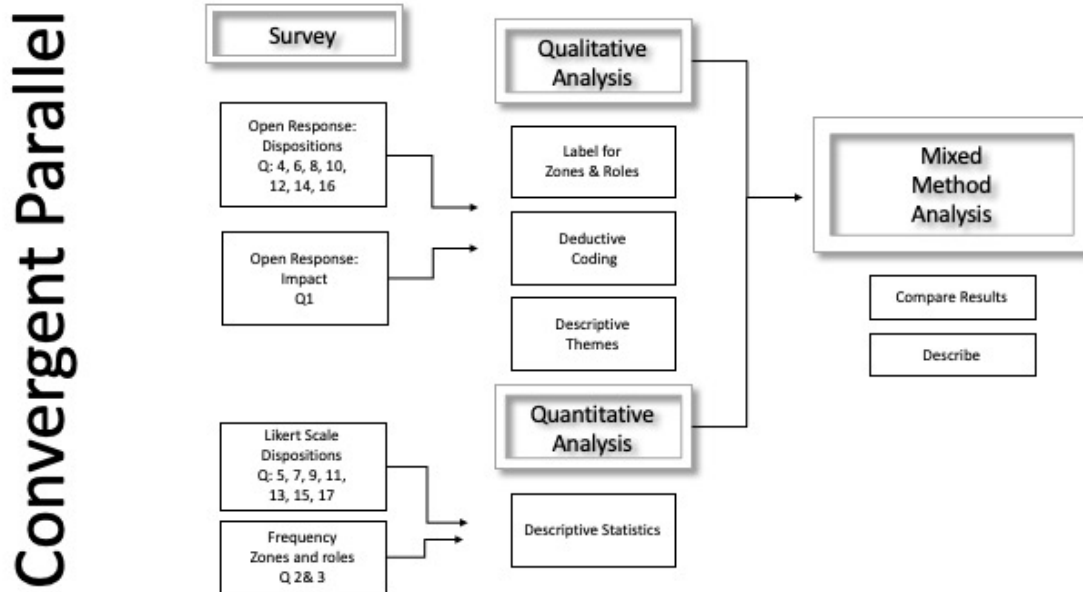 Convergent Parallel
Survey
Open Response:
Dispositions
Q: 4, 6, 8, 10,
12, 14, 16
Open Response:
Impact
Q1
Likert Scale
Dispositions
Q: 5, 7, 9, 11,
13, 15, 17
Frequency
Zones and roles
Q 2& 3
Qualitative
Analysis
Label for
Zones & Roles
Deductive
Coding
Descriptive
Themes
Quantitative
Analysis
Descriptive Statistics
Mixed
Method
Analysis
Compare Results
Describe